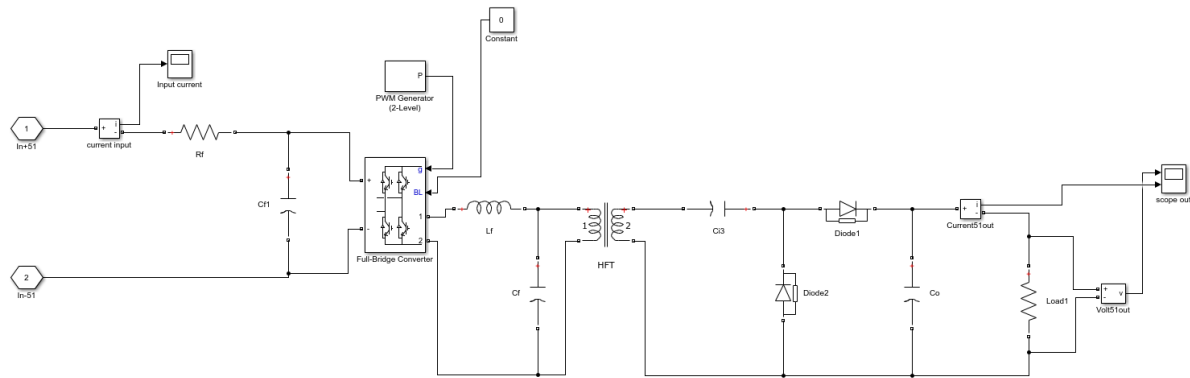 0
Constant
Input current
P
PWM Generator
(2-Level)
1
In+51
+
i
-
current input
Rf
Cf1
+
-
g
BL
1
2
Full-Bridge Converter
2
In-51
Lf
Cf
1
2
HFT
Ci3
Diode1
Diode2
Co
+
i
-
Current51out
scope out
Load1
+
-
v
Volt51out